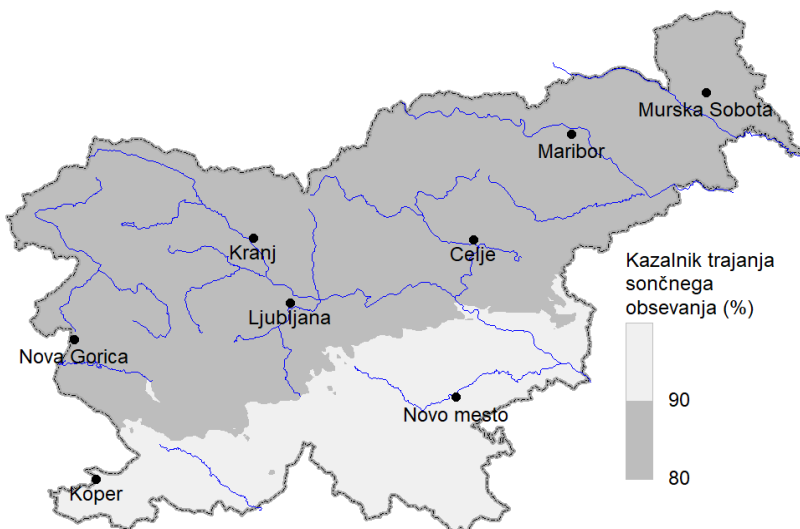 Murska Sobota
Maribor
Kranj
Celje
Ljubljana
Nova Gorica
Novo mesto
Koper
Kazalnik trajanja
sončnega
obsevanja (%)
90
80